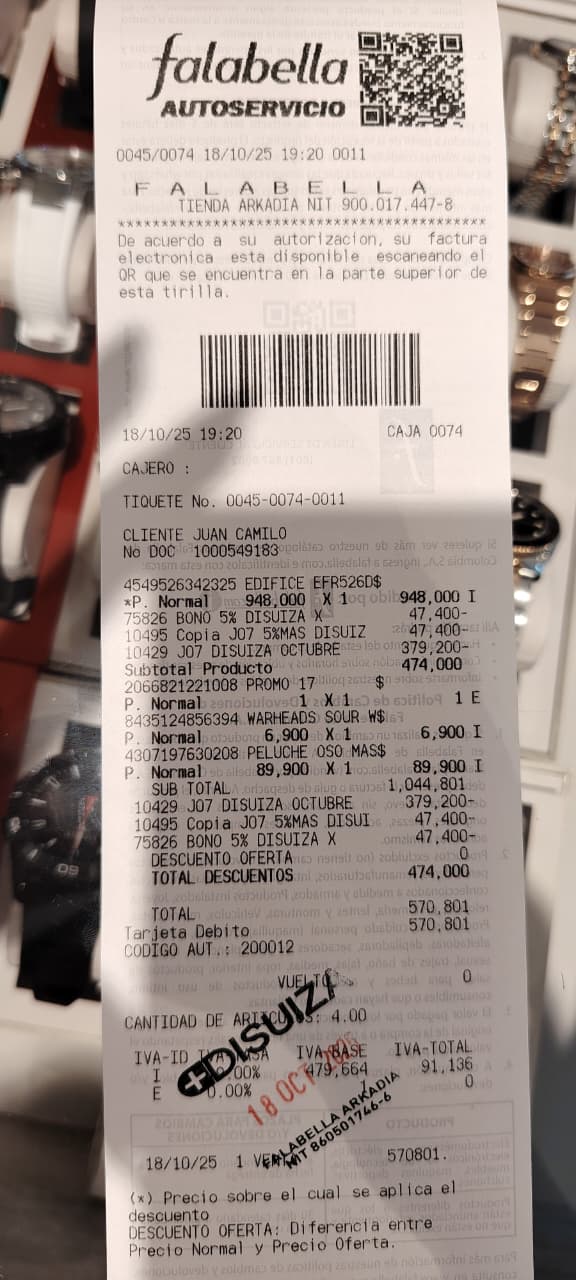 falabella
AUTOSERVICIO
0045/0074 18/10/25 19:20 0011
F A L A B E L L A
TIENDA ARKADIA NIT 900.017.447-8
************************************************
De acuerdo a su autorizacion, su factura
electronica esta disponible escaneando el
QR que se encuentra en la parte superior de
esta tirilla.
18/10/25 19:20 CAJA 0074
CAJERO :
TIQUETE No. 0045-0074-0011
CLIENTE JUAN CAMILO
No DOC 1000549183
4549526342325 EDIFICE EFR526D$
*P. Normal 948,000 X 1 948,000 I
75826 BONO 5% DISUIZA X 47,400-
10495 Copia J07 5%MAS DISUIZ 47,400-
10429 J07 DISUIZA OCTUBRE 379,200-
Subtotal Producto 474,000
2066821221008 PROMO 17 $
P. Normal 1 X 1 1 E
8435124856394 WARHEADS SOUR W$
P. Normal 6,900 X 1 6,900 I
4307197630208 PELUCHE OSO MAS$
P. Normal 89,900 X 1 89,900 I
SUB TOTAL 1,044,801
10429 J07 DISUIZA OCTUBRE 379,200-
10495 Copia J07 5%MAS DISUI 47,400-
75826 BONO 5% DISUIZA X 47,400-
DESCUENTO OFERTA 0
TOTAL DESCUENTOS 474,000
TOTAL 570,801
Tarjeta Debito 570,801
CODIGO AUT.: 200012
VUELTO 0
CANTIDAD DE ARTICULOS: 4.00
DISUIZA
IVA-ID IVA-BASE IVA-TOTAL
I 479,664 91,136
E 0.00% 0
18 OCT
FALABELLA ARKADIA
NIT 860501746-6
18/10/25 1 VENTA 570801.
(*) Precio sobre el cual se aplica el
descuento
DESCUENTO OFERTA: Diferencia entre
Precio Normal y Precio Oferta.